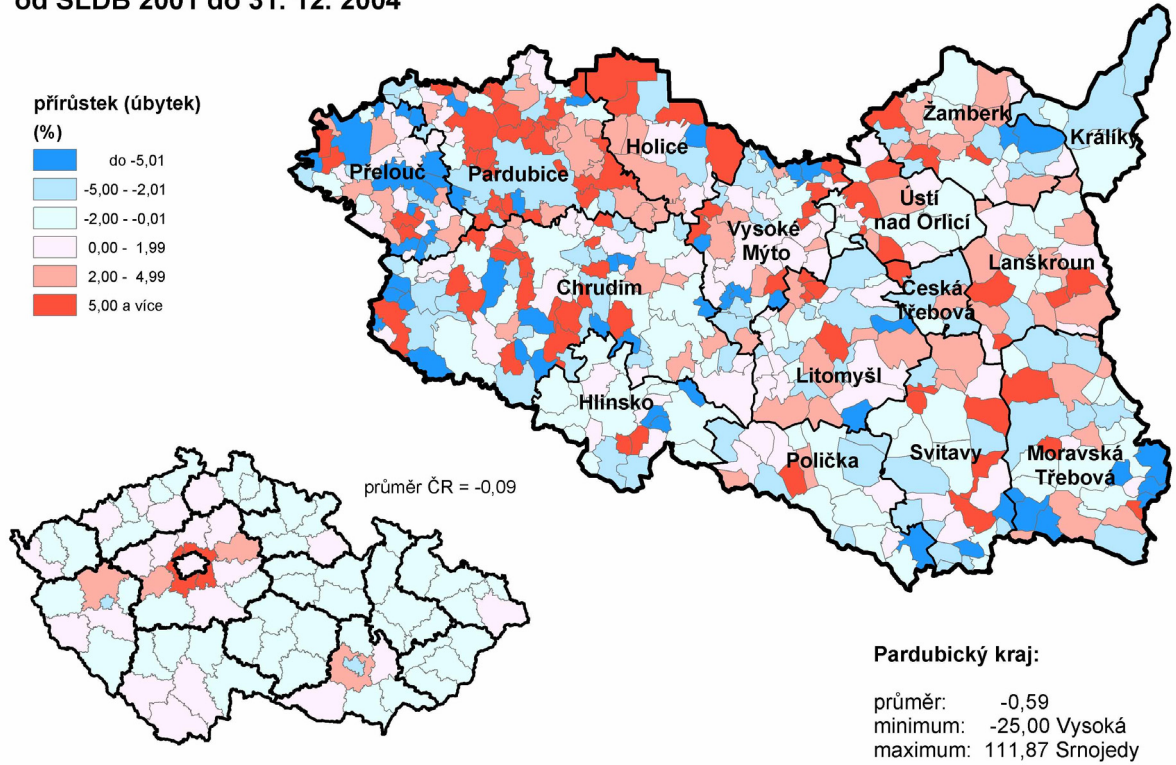 od SLDB 2001 do 31. 12. 2004
přírůstek (úbytek)
(%)
do -5,01
-5,00 - -2,01
-2,00 - -0,01
0,00 - 1,99
2,00 - 4,99
5,00 a více
Žamberk
Králíky
Holice
Přelouč
Pardubice
Ústí
nad Orlicí
Vysoké
Mýto
Lanškroun
Chrudim
Česká
Třebová
Litomyšl
Hlinsko
Polička
Svitavy
Moravská
Třebová
průměr ČR = -0,09
Pardubický kraj:
průměr: -0,59
minimum: -25,00 Vysoká
maximum: 111,87 Srnojedy